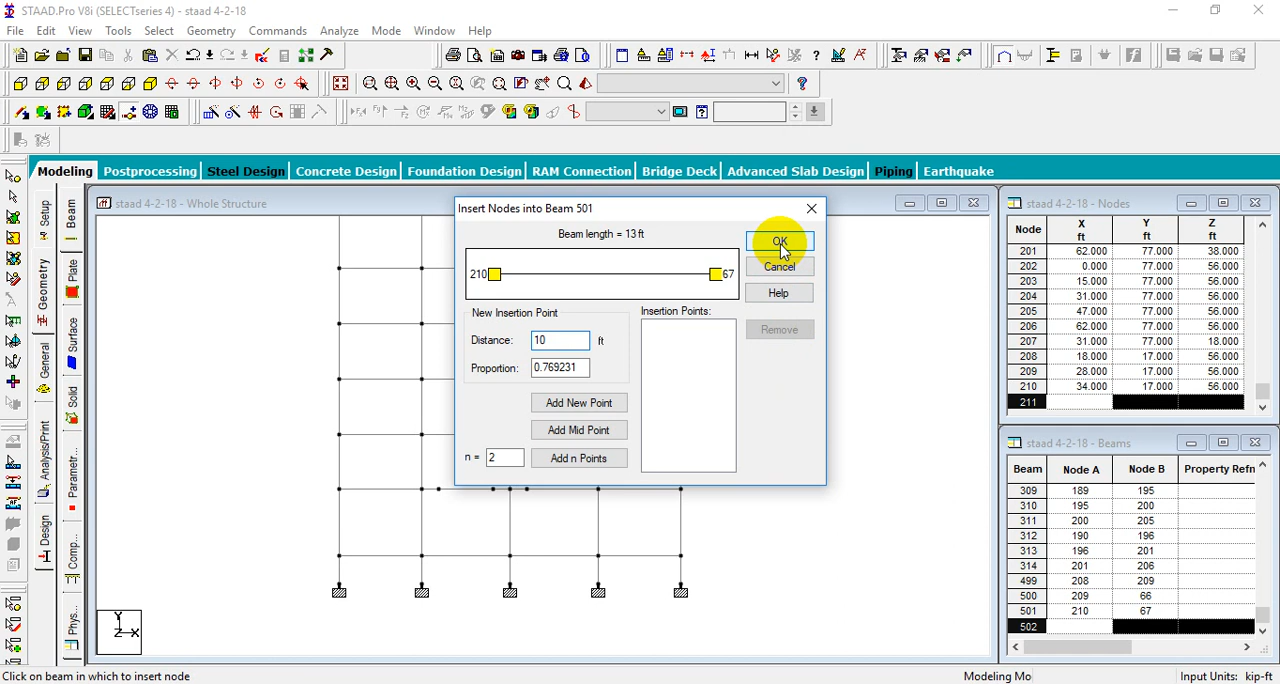 STAAD.Pro V8i (SELECTseries 4) - staad 4-2-18
File Edit View Tools Select Geometry Commands Analyze Mode Window Help
Modeling Postprocessing Steel Design Concrete Design Foundation Design RAM Connection Bridge Deck Advanced Slab Design Piping Earthquake
Setup
Geometry
General
Analysis/Print
Design
Beam
Plate
Surface
Solid
Parametr...
Comp...
Phys...
staad 4-2-18 - Whole Structure
Y
Z X
Insert Nodes into Beam 501
Beam length = 13 ft
210 67
OK
Cancel
Help
Remove
New Insertion Point
Distance: 10 ft
Proportion: 0.769231
Add New Point
Add Mid Point
n = 2 Add n Points
Insertion Points:
staad 4-2-18 - Nodes
Node X ft Y ft Z ft
201 62.000 77.000 38.000
202 0.000 77.000 56.000
203 15.000 77.000 56.000
204 31.000 77.000 56.000
205 47.000 77.000 56.000
206 62.000 77.000 56.000
207 31.000 77.000 18.000
208 18.000 17.000 56.000
209 28.000 17.000 56.000
210 34.000 17.000 56.000
211
staad 4-2-18 - Beams
Beam Node A Node B Property Refn
309 189 195
310 195 200
311 200 205
312 190 196
313 196 201
314 201 206
499 208 209
500 209 66
501 210 67
502
Click on beam in which to insert node
Modeling Mo
Input Units: kip-ft